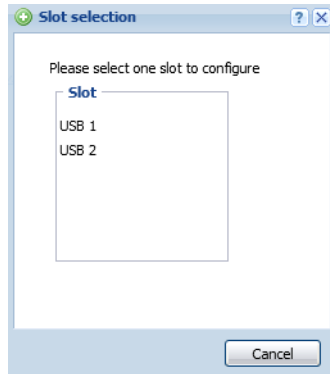 Slot selection
Please select one slot to configure
Slot
USB 1
USB 2
Cancel